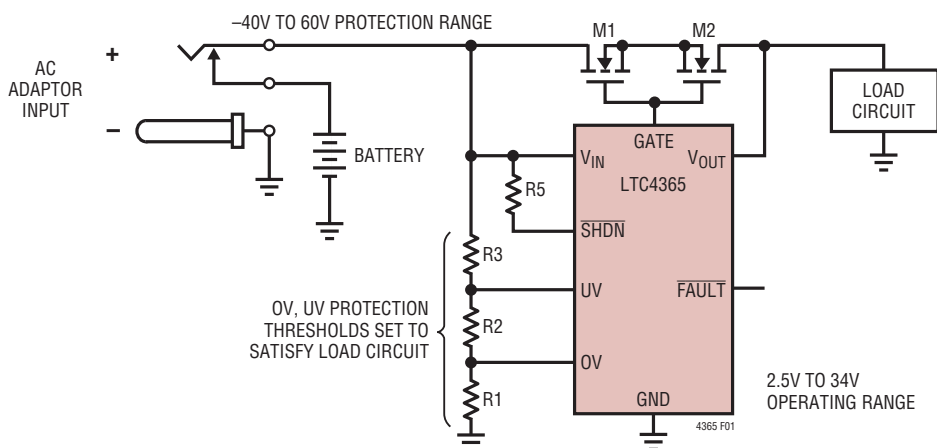 –40V TO 60V PROTECTION RANGE
+
AC
ADAPTOR
INPUT
–
BATTERY
M1
M2
LOAD
CIRCUIT
GATE
VIN
VOUT
LTC4365
R5
SHDN
R3
UV
FAULT
OV, UV PROTECTION
THRESHOLDS SET TO
SATISFY LOAD CIRCUIT
R2
OV
R1
GND
2.5V TO 34V
OPERATING RANGE
4365 F01